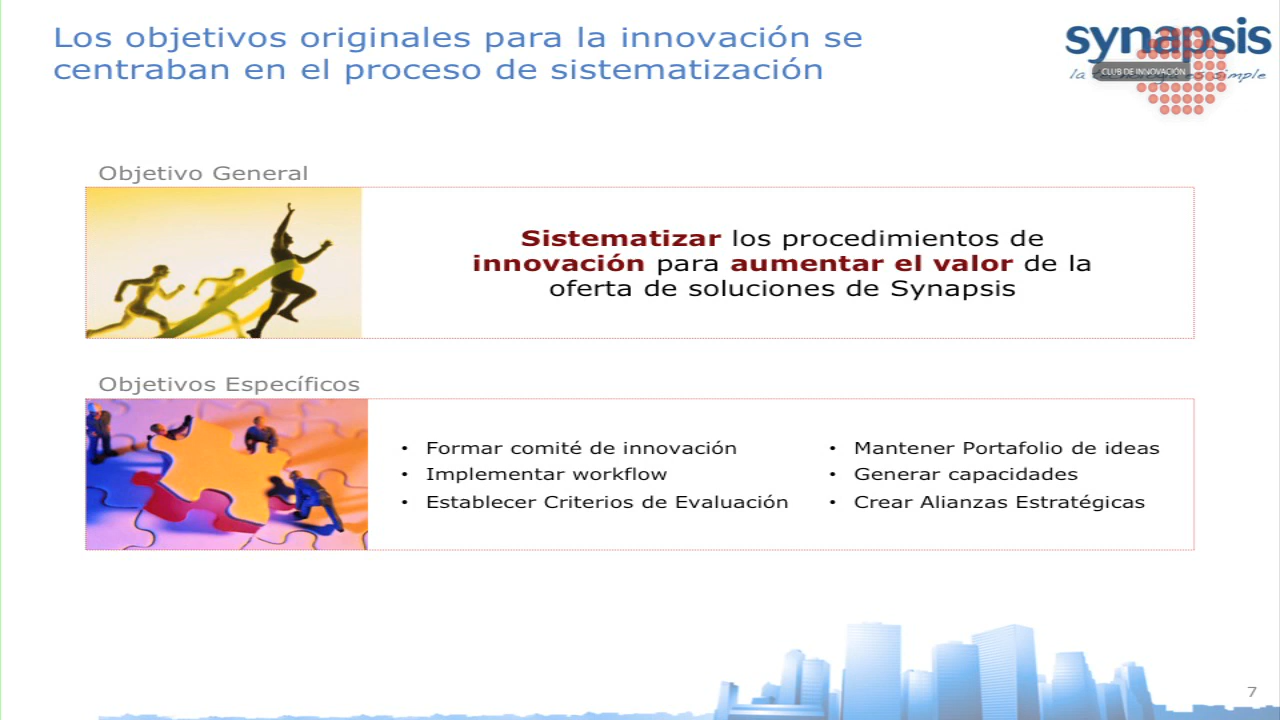 Los objetivos originales para la innovación se
centraban en el proceso de sistematización
synapsis
CLUB DE INNOVACIÓN
la simple
Objetivo General
Sistematizar los procedimientos de
innovación para aumentar el valor de la
oferta de soluciones de Synapsis
Objetivos Específicos
• Formar comité de innovación
• Implementar workflow
• Establecer Criterios de Evaluación
• Mantener Portafolio de ideas
• Generar capacidades
• Crear Alianzas Estratégicas
7